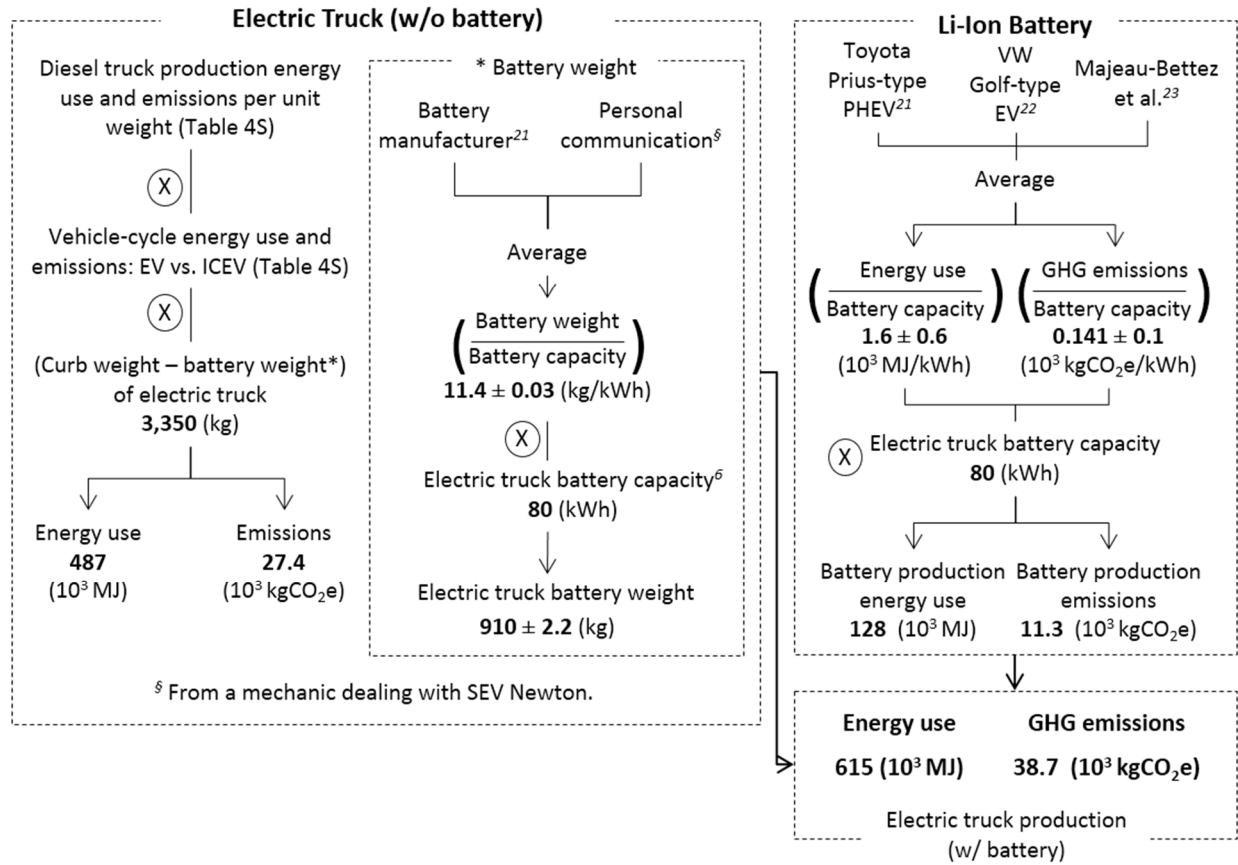 Electric Truck (w/o battery)
Diesel truck production energy
use and emissions per unit
weight (Table 4S)
X
Vehicle-cycle energy use and
emissions: EV vs. ICEV (Table 4S)
X
(Curb weight – battery weight*)
of electric truck
3,350 (kg)
Energy use
487
(10³ MJ)
Emissions
27.4
(10³ kgCO₂e)
* Battery weight
Battery
manufacturer²¹
Personal
communication§
Average
Battery weight
Battery capacity
11.4 ± 0.03 (kg/kWh)
X
Electric truck battery capacity⁶
80 (kWh)
Electric truck battery weight
910 ± 2.2 (kg)
§ From a mechanic dealing with SEV Newton.
Li-Ion Battery
Toyota
Prius-type
PHEV²¹
VW
Golf-type
EV²²
Majeau-Bettez
et al.²³
Average
Energy use
Battery capacity
1.6 ± 0.6
(10³ MJ/kWh)
GHG emissions
Battery capacity
0.141 ± 0.1
(10³ kgCO₂e/kWh)
X
Electric truck battery capacity
80 (kWh)
Battery production
energy use
128 (10³ MJ)
Battery production
emissions
11.3 (10³ kgCO₂e)
Energy use
615 (10³ MJ)
GHG emissions
38.7 (10³ kgCO₂e)
Electric truck production
(w/ battery)